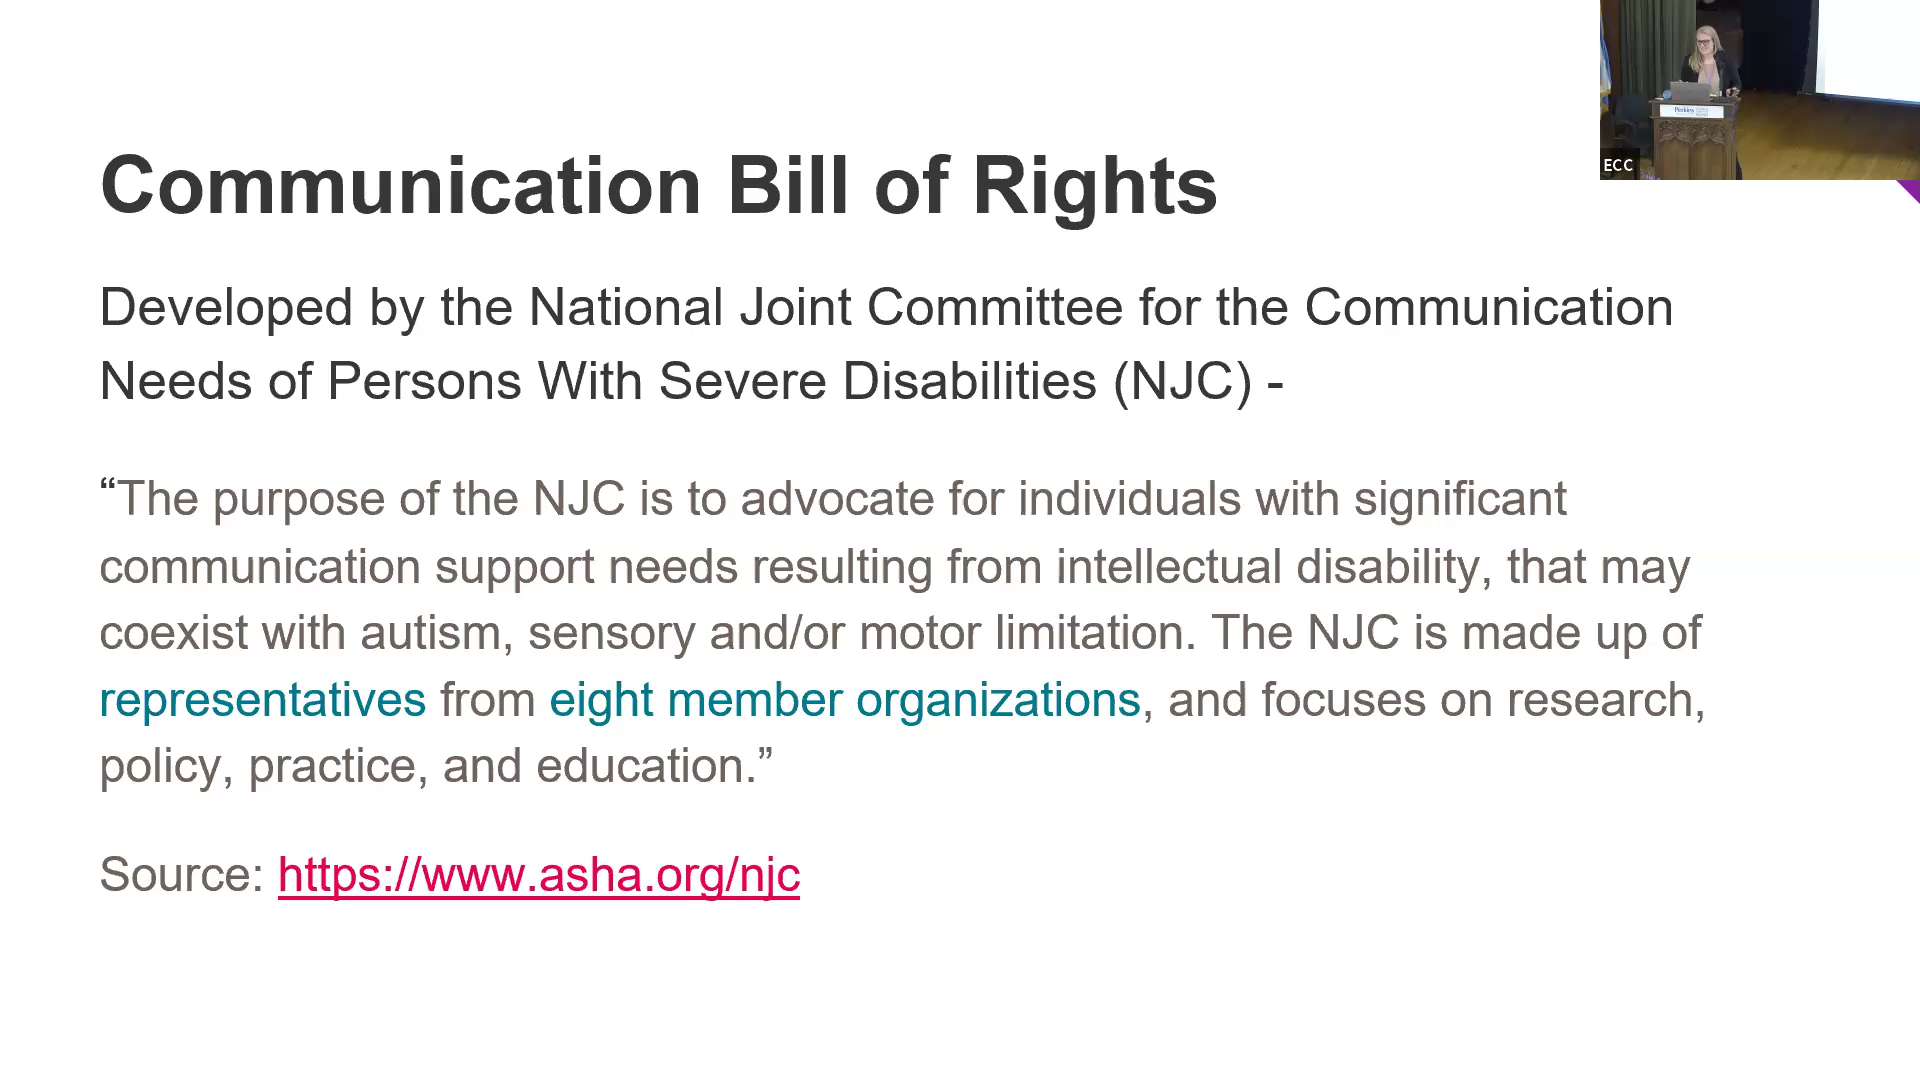 Communication Bill of Rights
Developed by the National Joint Committee for the Communication
Needs of Persons With Severe Disabilities (NJC) -
“The purpose of the NJC is to advocate for individuals with significant
communication support needs resulting from intellectual disability, that may
coexist with autism, sensory and/or motor limitation. The NJC is made up of
representatives from eight member organizations, and focuses on research,
policy, practice, and education.”
Source: https://www.asha.org/njc
Perkins
ECC